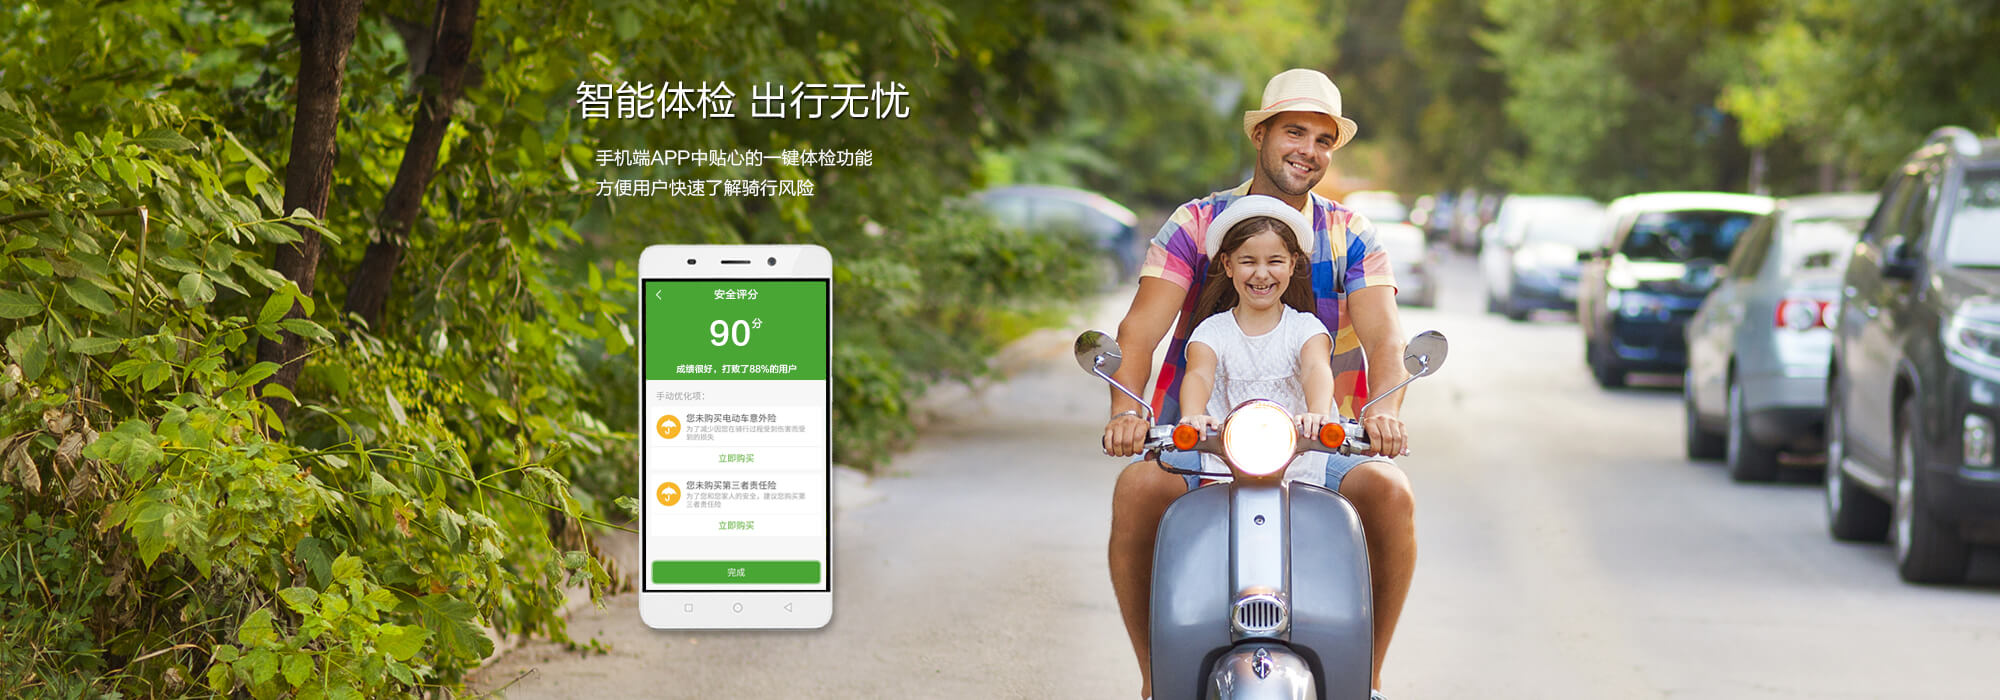 智能体检 出行无忧
手机端APP中贴心的一键体检功能
方便用户快速了解骑行风险
安全评分
90分
成绩很好，打败了88%的用户
手动优化项：
您未购买电动车意外险
为了减少因您在骑行过程受到伤害而受
到的损失
立即购买
您未购买第三者责任险
为了您和您家人的安全，建议您购买第
三者责任险
立即购买
完成